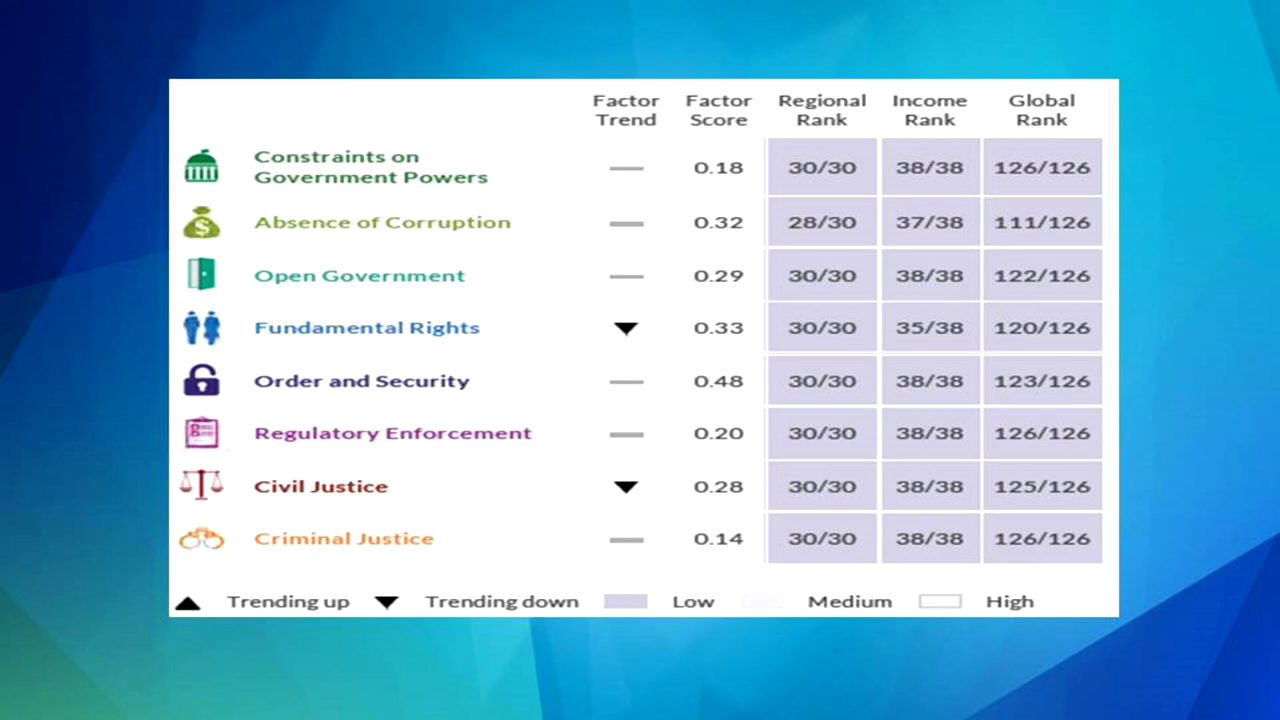 Factor Trend Factor Score Regional Rank Income Rank Global Rank
Constraints on Government Powers — 0.18 30/30 38/38 126/126
Absence of Corruption — 0.32 28/30 37/38 111/126
Open Government — 0.29 30/30 38/38 122/126
Fundamental Rights ▼ 0.33 30/30 35/38 120/126
Order and Security — 0.48 30/30 38/38 123/126
Regulatory Enforcement — 0.20 30/30 38/38 126/126
Civil Justice ▼ 0.28 30/30 38/38 125/126
Criminal Justice — 0.14 30/30 38/38 126/126
▲ Trending up ▼ Trending down Low Medium High